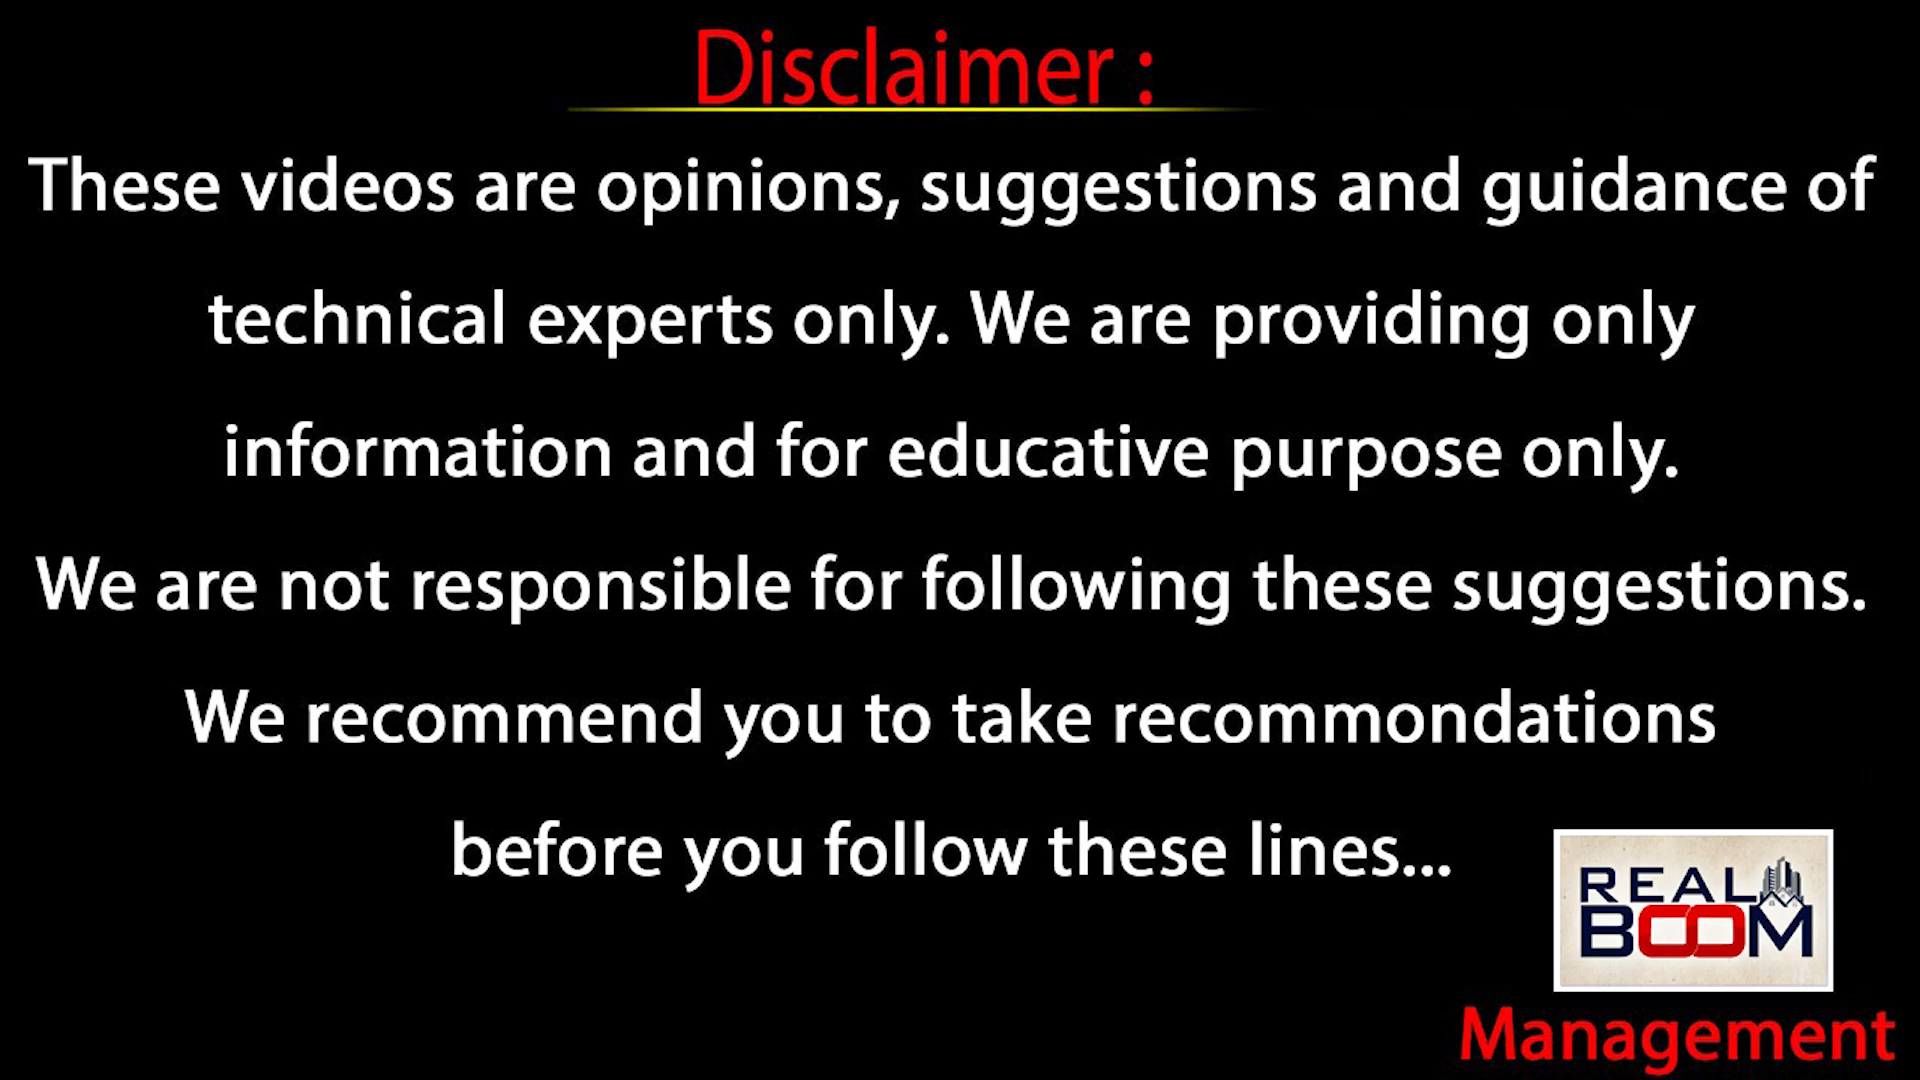 Disclaimer :
These videos are opinions, suggestions and guidance of
technical experts only. We are providing only
information and for educative purpose only.
We are not responsible for following these suggestions.
We recommend you to take recommondations
before you follow these lines...
REAL
BOOM
Management